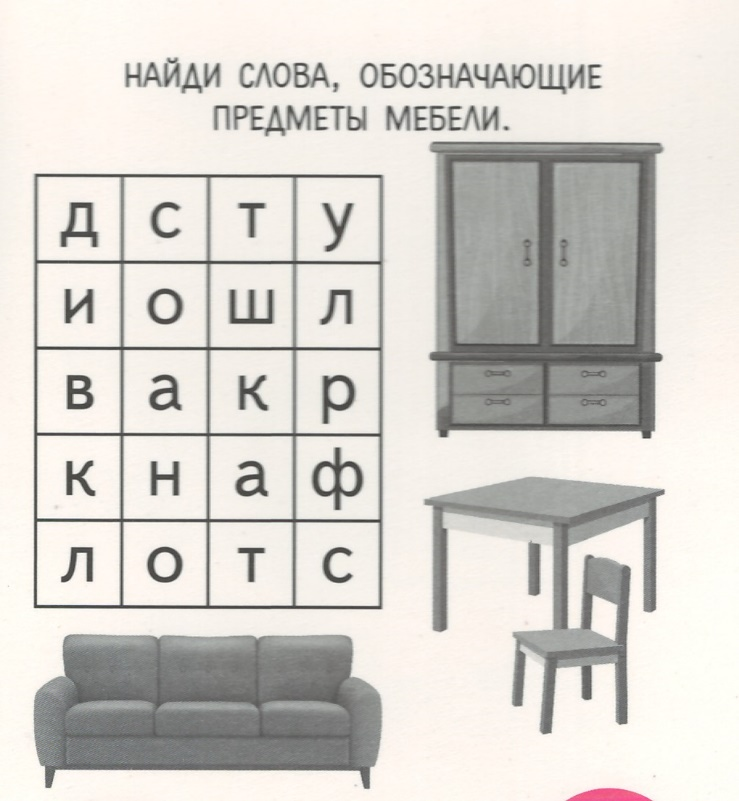 НАЙДИ СЛОВА, ОБОЗНАЧАЮЩИЕ
ПРЕДМЕТЫ МЕБЕЛИ.
д с т у
и о ш л
в а к р
к н а ф
л о т с